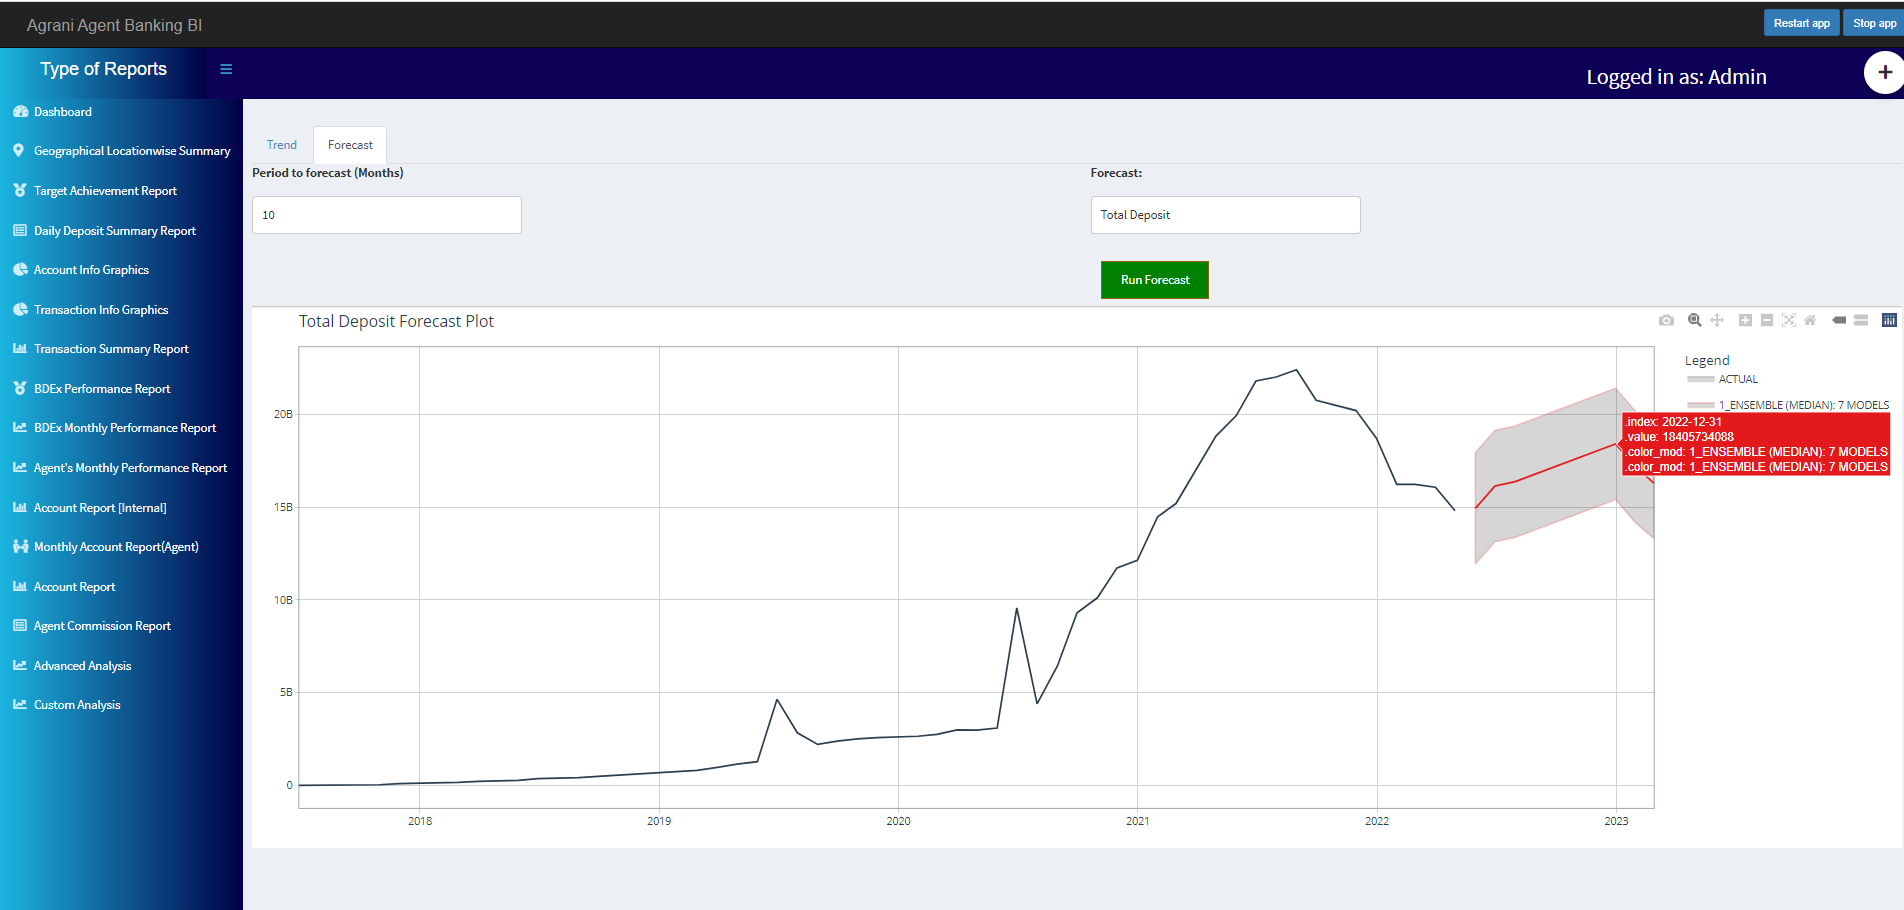 Agrani Agent Banking BI
Restart app
Stop app
Type of Reports
Logged in as: Admin
Dashboard
Geographical Locationwise Summary
Target Achievement Report
Daily Deposit Summary Report
Account Info Graphics
Transaction Info Graphics
Transaction Summary Report
BDEx Performance Report
BDEx Monthly Performance Report
Agent's Monthly Performance Report
Account Report [Internal]
Monthly Account Report(Agent)
Account Report
Agent Commission Report
Advanced Analysis
Custom Analysis
Trend
Forecast
Period to forecast (Months)
10
Forecast:
Total Deposit
Run Forecast
Total Deposit Forecast Plot
Legend
ACTUAL
1_ENSEMBLE (MEDIAN): 7 MODELS
.index: 2022-12-31
.value: 18405734088
.color_mod: 1_ENSEMBLE (MEDIAN): 7 MODELS
.color_mod: 1_ENSEMBLE (MEDIAN): 7 MODELS
20B
15B
10B
5B
0
2018
2019
2020
2021
2022
2023